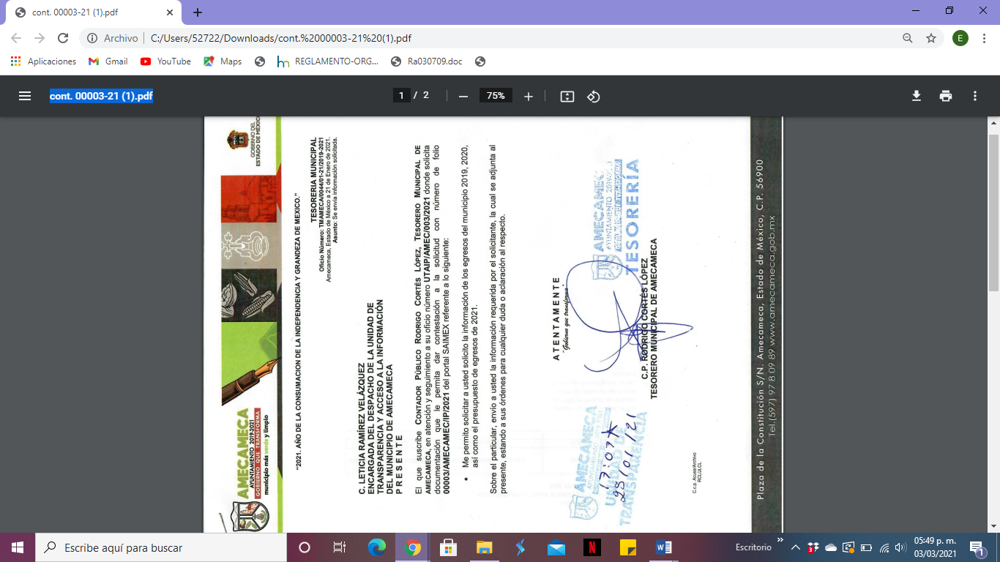 cont. 00003-21 (1).pdf
Archivo
C:/Users/52722/Downloads/cont.%2000003-21%20(1).pdf
E
Aplicaciones
Gmail
YouTube
Maps
REGLAMENTO-ORG...
Ra030709.doc
cont. 00003-21 (1).pdf
1 / 2
75%
GOBIERNO DEL
ESTADO DE MÉXICO
AMECAMECA
AYUNTAMIENTO 2019-2021
GOBIERNO QUE TRANSFORMA
municipio más verde y limpio
"2021. AÑO DE LA CONSUMACION DE LA INDEPENDENCIA Y GRANDEZA DE MEXICO."
TESORERIA MUNICIPAL
Oficio Número: TMAMECA/0044/01-21/2019-2021
Amecameca, Estado de México a 21 de Enero de 2021.
Asunto: Se envía información solicitada.
C. LETICIA RAMÍREZ VELÁZQUEZ
ENCARGADA DEL DESPACHO DE LA UNIDAD DE
TRANSPARENCIA Y ACCESO A LA INFORMACIÓN
DEL MUNICIPIO DE AMECAMECA
P R E S E N T E
El que suscribe CONTADOR PÚBLICO RODRIGO CORTÉS LÓPEZ, TESORERO MUNICIPAL DE
AMECAMECA, en atención y seguimiento a su oficio número UTAIP/AMEC/003/2021 donde solicita
documentación que le permita dar contestación a la solicitud con número de folio
00003/AMECAMEC/IP/2021 del portal SAIMEX referente a lo siguiente:
• Me permito solicitar a usted solicito la información de los egresos del municipio 2019, 2020,
así como el presupuesto de egresos de 2021.
Sobre el particular, envío a usted la información requerida por el solicitante, la cual se adjunta al
presente, estando a sus órdenes para cualquier duda o aclaración al respecto.
A T E N T A M E N T E
"Gobierno que transforma"
AMECAMECA
AYUNTAMIENTO 2019-2021
TESORERÍA
C.P. RODRIGO CORTÉS LÓPEZ
TESORERO MUNICIPAL DE AMECAMECA
AMECAMECA
UNIDAD DE
TRANSPARENCIA
28/01/21
C.c.p. Acuse/Archivo
RCL/LCL
Plaza de la Constitución S/N. Amecameca, Estado de México, C.P. 56900
Tel.(597) 97 8 09 89 www.amecameca.gob.mx
Escribe aquí para buscar
Escritorio
05:49 p. m.
03/03/2021
1